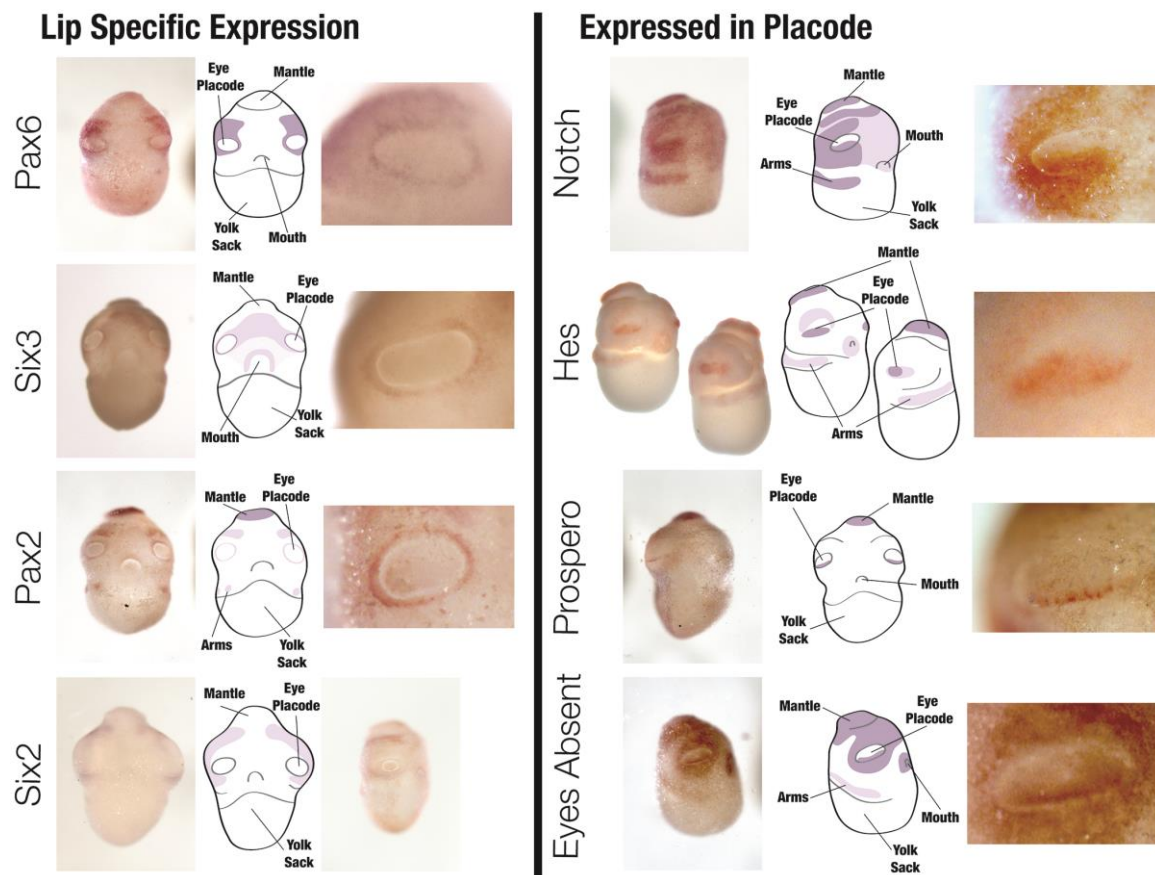 Lip Specific Expression
Pax6
Eye
Placode
Mantle
Yolk
Sack
Mouth
Six3
Mantle
Eye
Placode
Mouth
Yolk
Sack
Pax2
Mantle
Eye
Placode
Arms
Yolk
Sack
Six2
Mantle
Eye
Placode
Yolk
Sack
Expressed in Placode
Notch
Mantle
Eye
Placode
Mouth
Arms
Yolk
Sack
Hes
Mantle
Eye
Placode
Arms
Prospero
Eye
Placode
Mantle
Mouth
Yolk
Sack
Eyes Absent
Mantle
Eye
Placode
Arms
Mouth
Yolk
Sack